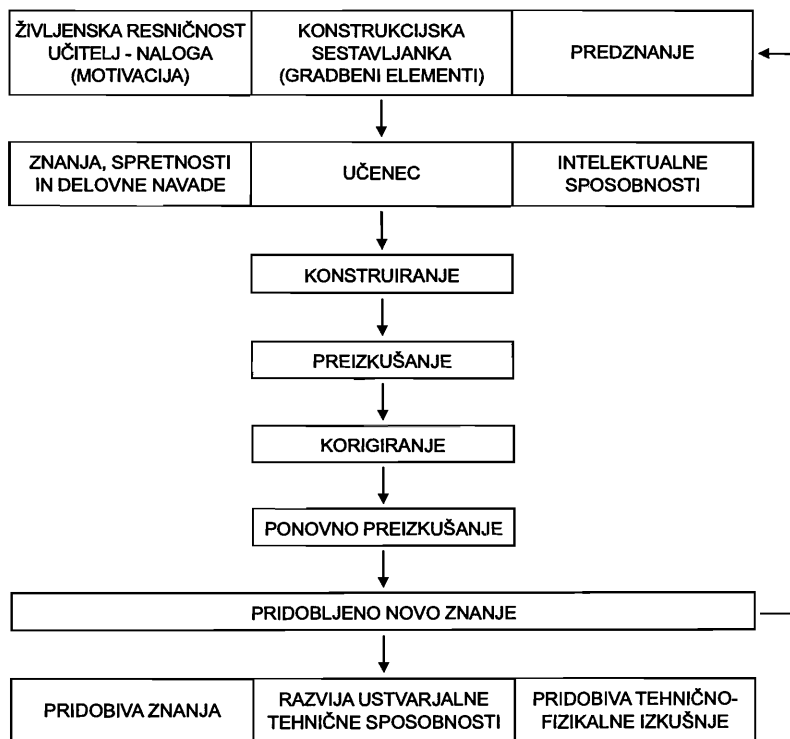 ŽIVLJENSKA RESNIČNOST
UČITELJ - NALOGA
(MOTIVACIJA)
KONSTRUKCIJSKA
SESTAVLJANKA
(GRADBENI ELEMENTI)
PREDZNANJE
ZNANJA, SPRETNOSTI
IN DELOVNE NAVADE
UČENEC
INTELEKTUALNE
SPOSOBNOSTI
KONSTRUIRANJE
PREIZKUŠANJE
KORIGIRANJE
PONOVNO PREIZKUŠANJE
PRIDOBLJENO NOVO ZNANJE
PRIDOBIVA ZNANJA
RAZVIJA USTVARJALNE
TEHNIČNE SPOSOBNOSTI
PRIDOBIVA TEHNIČNO-
FIZIKALNE IZKUŠNJE